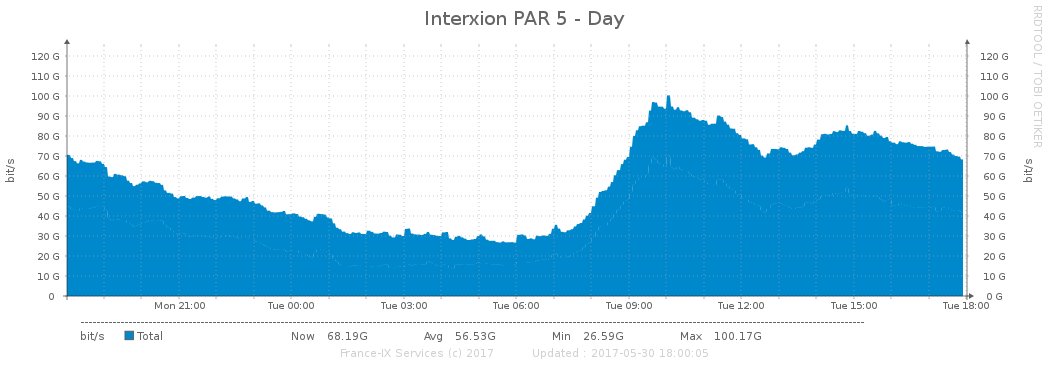 Interxion PAR 5 - Day
RRDTOOL / TOBI OETIKER
bit/s
bit/s
120 G 120 G
110 G 110 G
100 G 100 G
90 G 90 G
80 G 80 G
70 G 70 G
60 G 60 G
50 G 50 G
40 G 40 G
30 G 30 G
20 G 20 G
10 G 10 G
0 0 G
Mon 21:00 Tue 00:00 Tue 03:00 Tue 06:00 Tue 09:00 Tue 12:00 Tue 15:00 Tue 18:00
bit/s Total Now 68.19G Avg 56.53G Min 26.59G Max 100.17G
France-IX Services (c) 2017 Updated : 2017-05-30 18:00:05